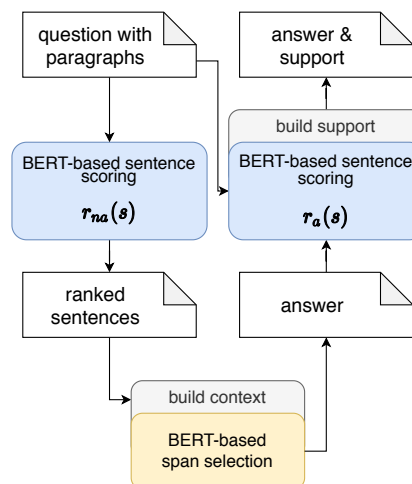 question with
paragraphs
answer &
support
build support
BERT-based sentence
scoring
r_na(s)
BERT-based sentence
scoring
r_a(s)
ranked
sentences
answer
build context
BERT-based
span selection